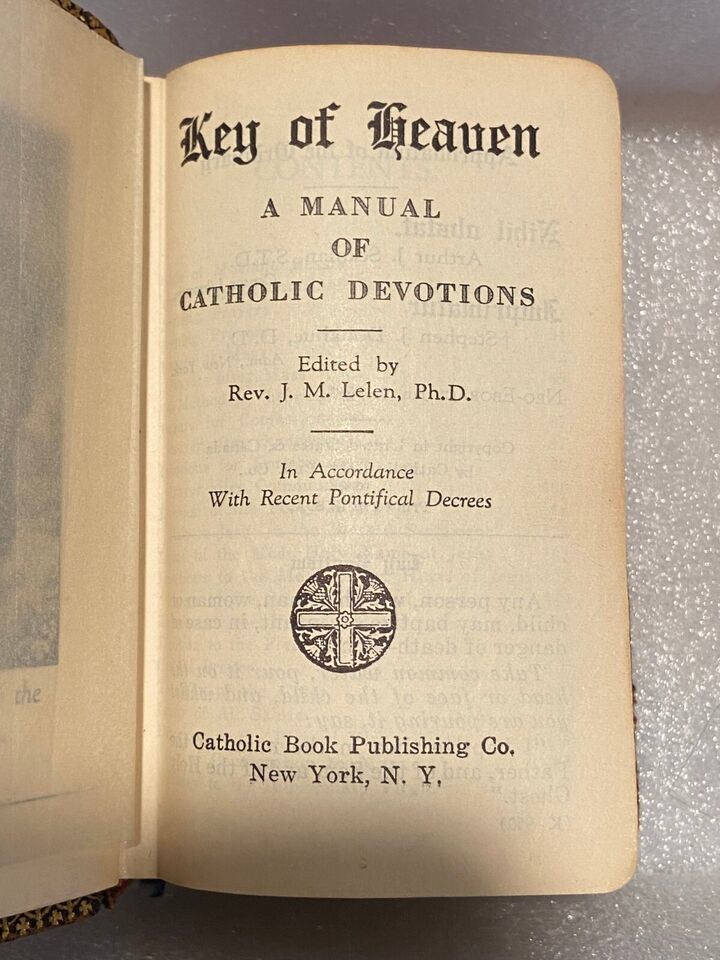 Key of Heaven
A MANUAL
OF
CATHOLIC DEVOTIONS
Edited by
Rev. J. M. Lelen, Ph.D.
In Accordance
With Recent Pontifical Decrees
Catholic Book Publishing Co.
New York, N. Y.
the